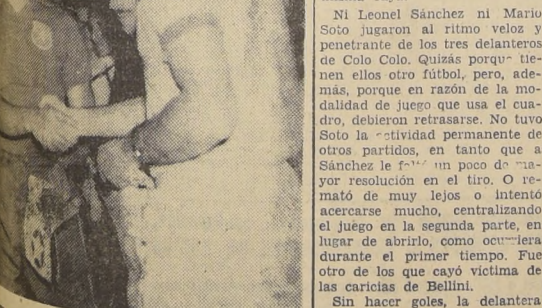 Ni Leonel Sánchez ni Mario
Soto jugaron al ritmo veloz y
penetrante de los tres delanteros
de Colo Colo. Quizás porque tie-
nen ellos otro fútbol, pero, ade-
más, porque en razón de la mo-
dalidad de juego que usa el cua-
dro, debieron retrasarse. No tuvo
Soto la actividad permanente de
otros partidos, en tanto que a
Sánchez le un poco de ma-
yor resolución en el tiro. O re-
mató de muy lejos o intentó
acercarse mucho, centralizando
el juego en la segunda parte, en
lugar de abrirlo, como ocurriera
durante el primer tiempo. Fue
otro de los que cayó víctima de
las caricias de Bellini.
Sin hacer goles, la delantera